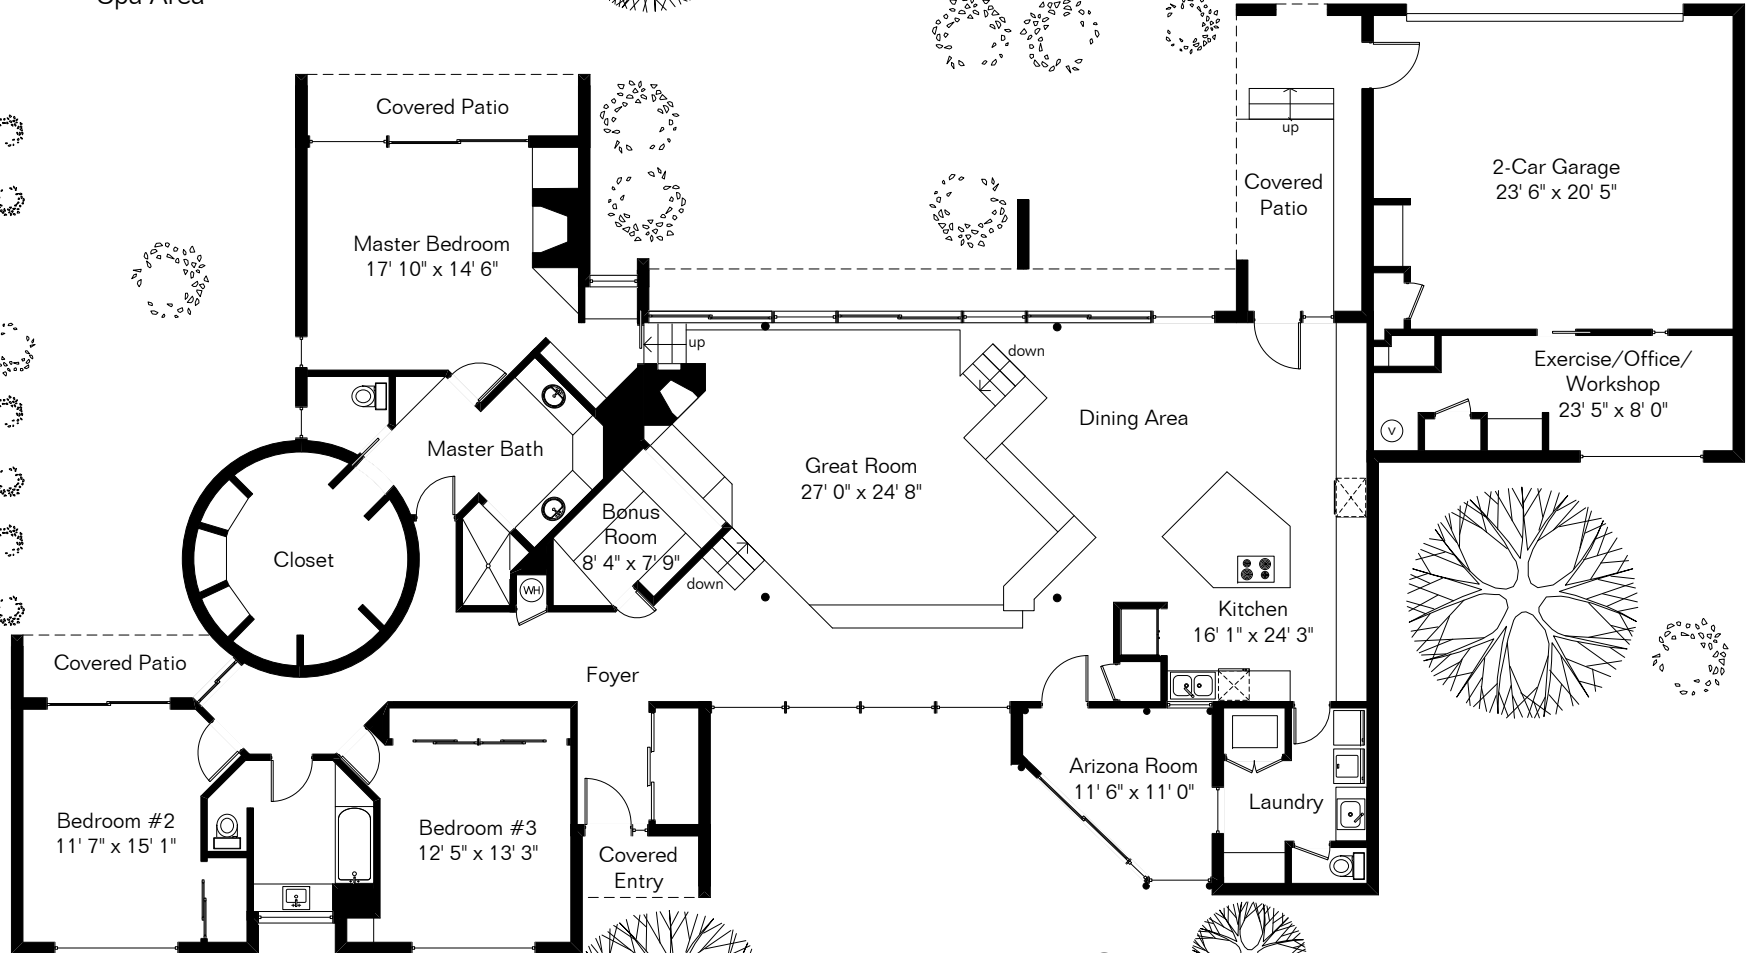 Spa Area
Covered Patio
up
2-Car Garage
23' 6" x 20' 5"
Covered
Patio
Master Bedroom
17' 10" x 14' 6"
up
down
Exercise/Office/
Workshop
23' 5" x 8' 0"
Dining Area
V
Master Bath
Great Room
27' 0" x 24' 8"
Bonus
Room
8' 4" x 7' 9"
Closet
down
WH
Kitchen
16' 1" x 24' 3"
Covered Patio
Foyer
Arizona Room
11' 6" x 11' 0"
Laundry
Bedroom #2
11' 7" x 15' 1"
Bedroom #3
12' 5" x 13' 3"
Covered
Entry